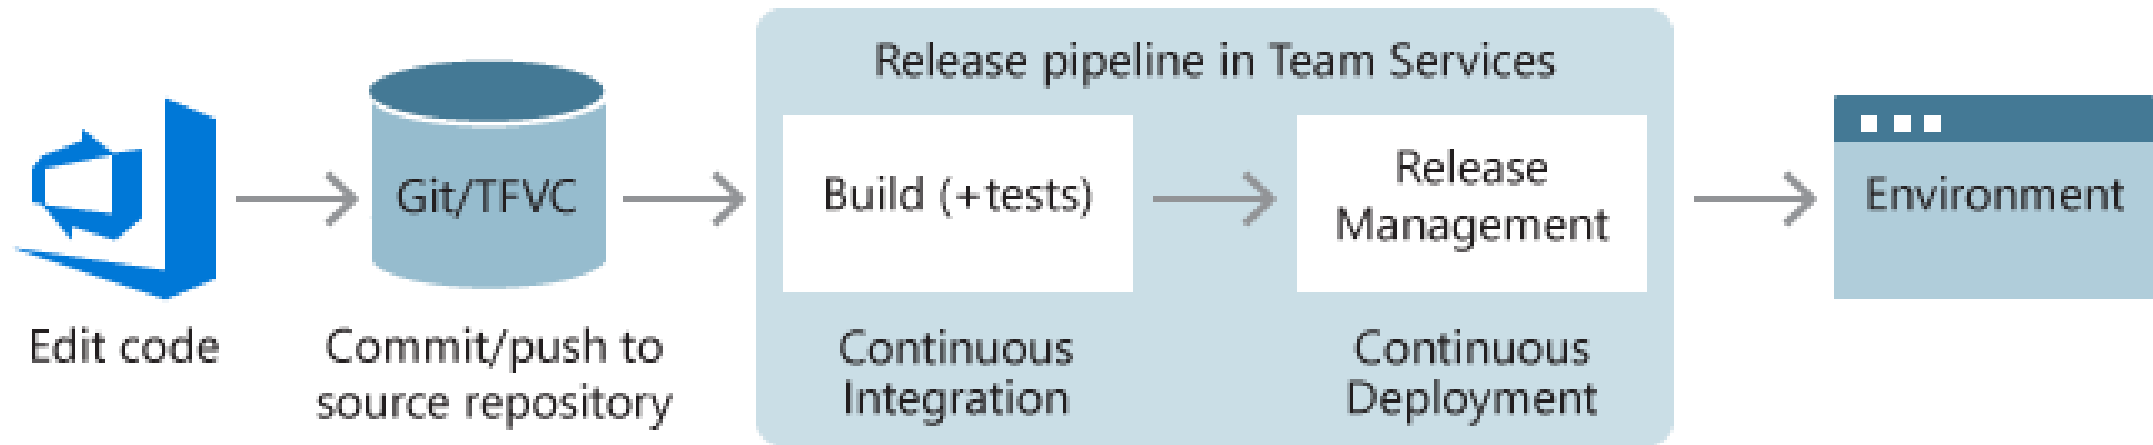 Release pipeline in Team Services
Git/TFVC
Build (+tests)
Release
Management
Environment
Edit code
Commit/push to
source repository
Continuous
Integration
Continuous
Deployment